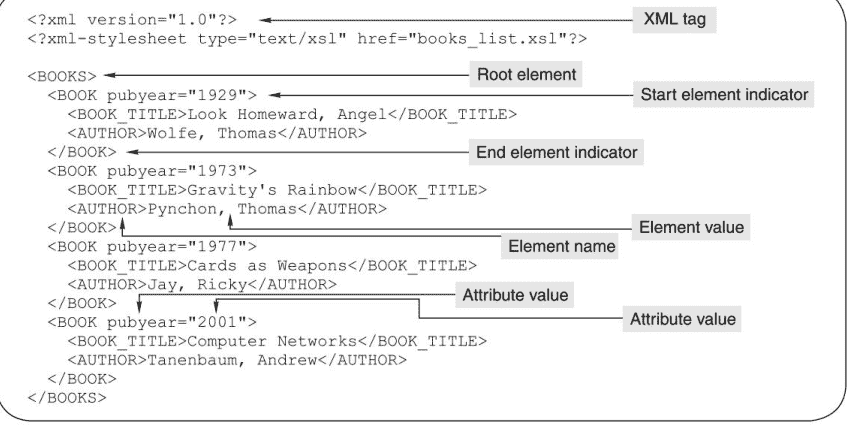 <?xml version="1.0"?> XML tag
<?xml-stylesheet type="text/xsl" href="books_list.xsl"?>
<BOOKS> Root element
<BOOK pubyear="1929"> Start element indicator
<BOOK_TITLE>Look Homeward, Angel</BOOK_TITLE>
<AUTHOR>Wolfe, Thomas</AUTHOR>
</BOOK> End element indicator
<BOOK pubyear="1973">
<BOOK_TITLE>Gravity's Rainbow</BOOK_TITLE>
<AUTHOR>Pynchon, Thomas</AUTHOR>
</BOOK> Element value
<BOOK pubyear="1977"> Element name
<BOOK_TITLE>Cards as Weapons</BOOK_TITLE>
<AUTHOR>Jay, Ricky</AUTHOR>
</BOOK> Attribute value
<BOOK pubyear="2001"> Attribute value
<BOOK_TITLE>Computer Networks</BOOK_TITLE>
<AUTHOR>Tanenbaum, Andrew</AUTHOR>
</BOOK>
</BOOKS>